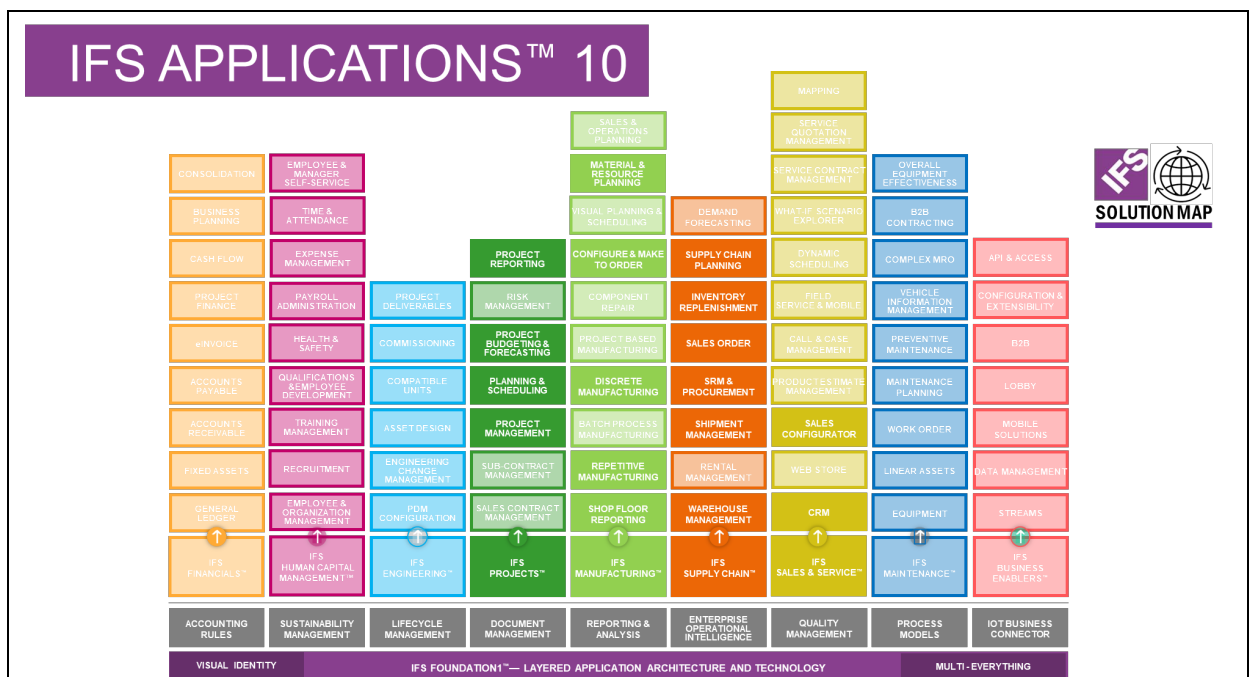 IFS APPLICATIONS™ 10
IFS
SOLUTION MAP
CONSOLIDATION
BUSINESS
PLANNING
CASH FLOW
PROJECT
FINANCE
eINVOICE
ACCOUNTS
PAYABLE
ACCOUNTS
RECEIVABLE
FIXED ASSETS
GENERAL
LEDGER
IFS
FINANCIALS™
EMPLOYEE &
MANAGER
SELF-SERVICE
TIME &
ATTENDANCE
EXPENSE
MANAGEMENT
PAYROLL
ADMINISTRATION
HEALTH &
SAFETY
QUALIFICATIONS
&EMPLOYEE
DEVELOPMENT
TRAINING
MANAGEMENT
RECRUITMENT
EMPLOYEE &
ORGANIZATION
MANAGEMENT
IFS
HUMAN CAPITAL
MANAGEMENT™
PROJECT
DELIVERABLES
COMMISSIONING
COMPATIBLE
UNITS
ASSET DESIGN
ENGINEERING
CHANGE
MANAGEMENT
PDM
CONFIGURATION
IFS
ENGINEERING™
PROJECT
REPORTING
RISK
MANAGEMENT
PROJECT
BUDGETING &
FORECASTING
PLANNING &
SCHEDULING
PROJECT
MANAGEMENT
SUB-CONTRACT
MANAGEMENT
SALES CONTRACT
MANAGEMENT
IFS
PROJECTS™
SALES &
OPERATIONS
PLANNING
MATERIAL &
RESOURCE
PLANNING
VISUAL PLANNING &
SCHEDULING
CONFIGURE & MAKE
TO ORDER
COMPONENT
REPAIR
PROJECT BASED
MANUFACTURING
DISCRETE
MANUFACTURING
BATCH PROCESS
MANUFACTURING
REPETITIVE
MANUFACTURING
SHOP FLOOR
REPORTING
IFS
MANUFACTURING™
DEMAND
FORECASTING
SUPPLY CHAIN
PLANNING
INVENTORY
REPLENISHMENT
SALES ORDER
SRM &
PROCUREMENT
SHIPMENT
MANAGEMENT
RENTAL
MANAGEMENT
WAREHOUSE
MANAGEMENT
IFS
SUPPLY CHAIN™
MAPPING
SERVICE
QUOTATION
MANAGEMENT
SERVICE CONTRACT
MANAGEMENT
WHAT-IF SCENARIO
EXPLORER
DYNAMIC
SCHEDULING
FIELD
SERVICE & MOBILE
CALL & CASE
MANAGEMENT
PRODUCT ESTIMATE
MANAGEMENT
SALES
CONFIGURATOR
WEB STORE
CRM
IFS
SALES & SERVICE™
OVERALL
EQUIPMENT
EFFECTIVENESS
B2B
CONTRACTING
COMPLEX MRO
VEHICLE
INFORMATION
MANAGEMENT
PREVENTIVE
MAINTENANCE
MAINTENANCE
PLANNING
WORK ORDER
LINEAR ASSETS
EQUIPMENT
IFS
MAINTENANCE™
API & ACCESS
CONFIGURATION &
EXTENSIBILITY
B2B
LOBBY
MOBILE
SOLUTIONS
DATA MANAGEMENT
STREAMS
IFS
BUSINESS
ENABLERS™
ACCOUNTING
RULES
SUSTAINABILITY
MANAGEMENT
LIFECYCLE
MANAGEMENT
DOCUMENT
MANAGEMENT
REPORTING &
ANALYSIS
ENTERPRISE
OPERATIONAL
INTELLIGENCE
QUALITY
MANAGEMENT
PROCESS
MODELS
IOT BUSINESS
CONNECTOR
VISUAL IDENTITY
IFS FOUNDATION1™— LAYERED APPLICATION ARCHITECTURE AND TECHNOLOGY
MULTI-EVERYTHING